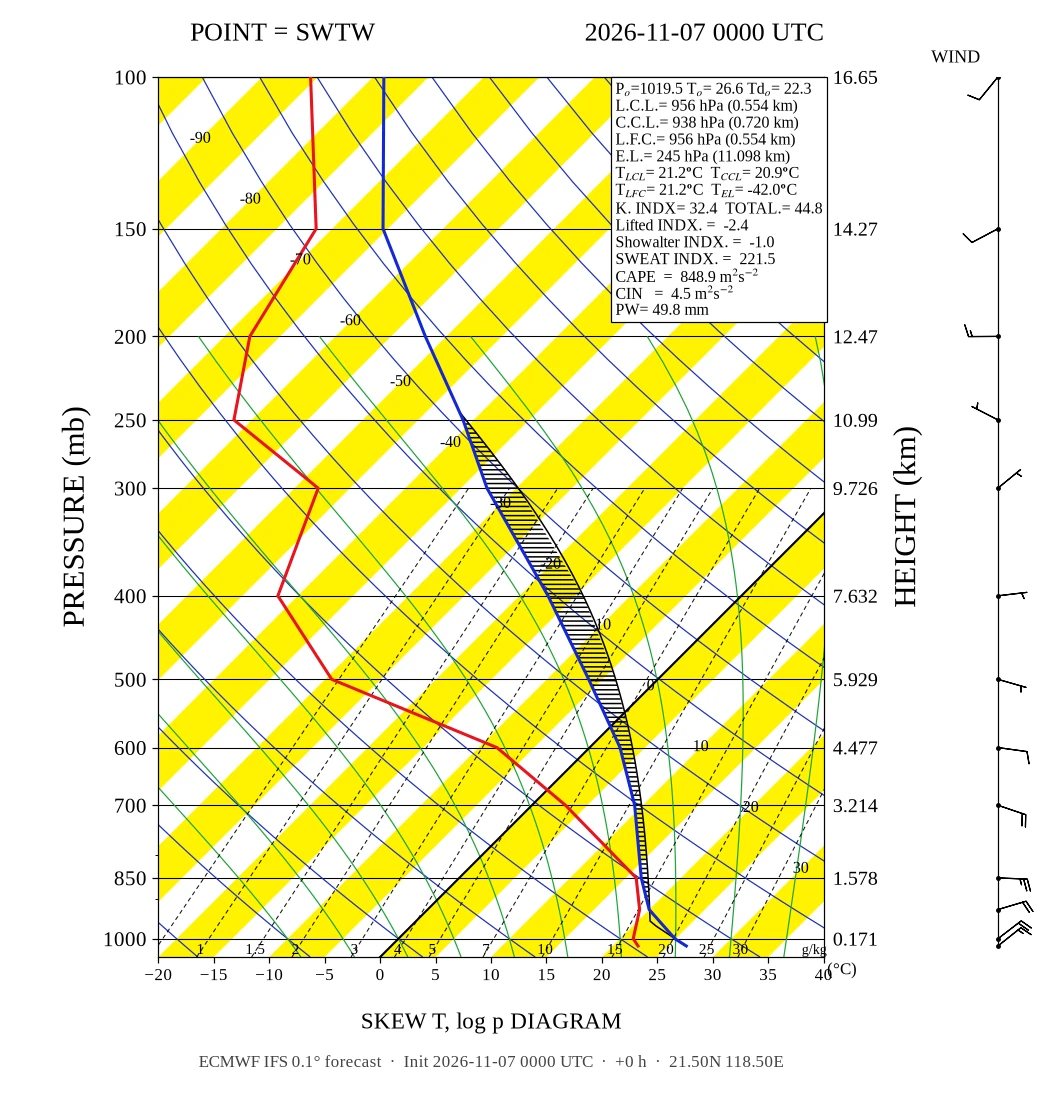 POINT = SWTW
2026-11-07 0000 UTC
WIND
P₀=1019.5 T₀= 26.6 Td₀= 22.3
L.C.L.= 956 hPa (0.554 km)
C.C.L.= 938 hPa (0.720 km)
L.F.C.= 956 hPa (0.554 km)
E.L.= 245 hPa (11.098 km)
T_LCL= 21.2°C T_CCL= 20.9°C
T_LFC= 21.2°C T_EL= -42.0°C
K. INDX= 32.4 TOTAL.= 44.8
Lifted INDX. = -2.4
Showalter INDX. = -1.0
SWEAT INDX. = 221.5
CAPE = 848.9 m²s⁻²
CIN = 4.5 m²s⁻²
PW= 49.8 mm
100
150
200
250
300
400
500
600
700
850
1000
PRESSURE (mb)
16.65
14.27
12.47
10.99
9.726
7.632
5.929
4.477
3.214
1.578
0.171
HEIGHT (km)
-90
-80
-70
-60
-50
-40
-30
-20
-10
0
10
20
30
1 1.5 2 3 4 5 7 10 15 20 25 30 g/kg
−20 −15 −10 −5 0 5 10 15 20 25 30 35 40 (°C)
SKEW T, log p DIAGRAM
ECMWF IFS 0.1° forecast · Init 2026-11-07 0000 UTC · +0 h · 21.50N 118.50E